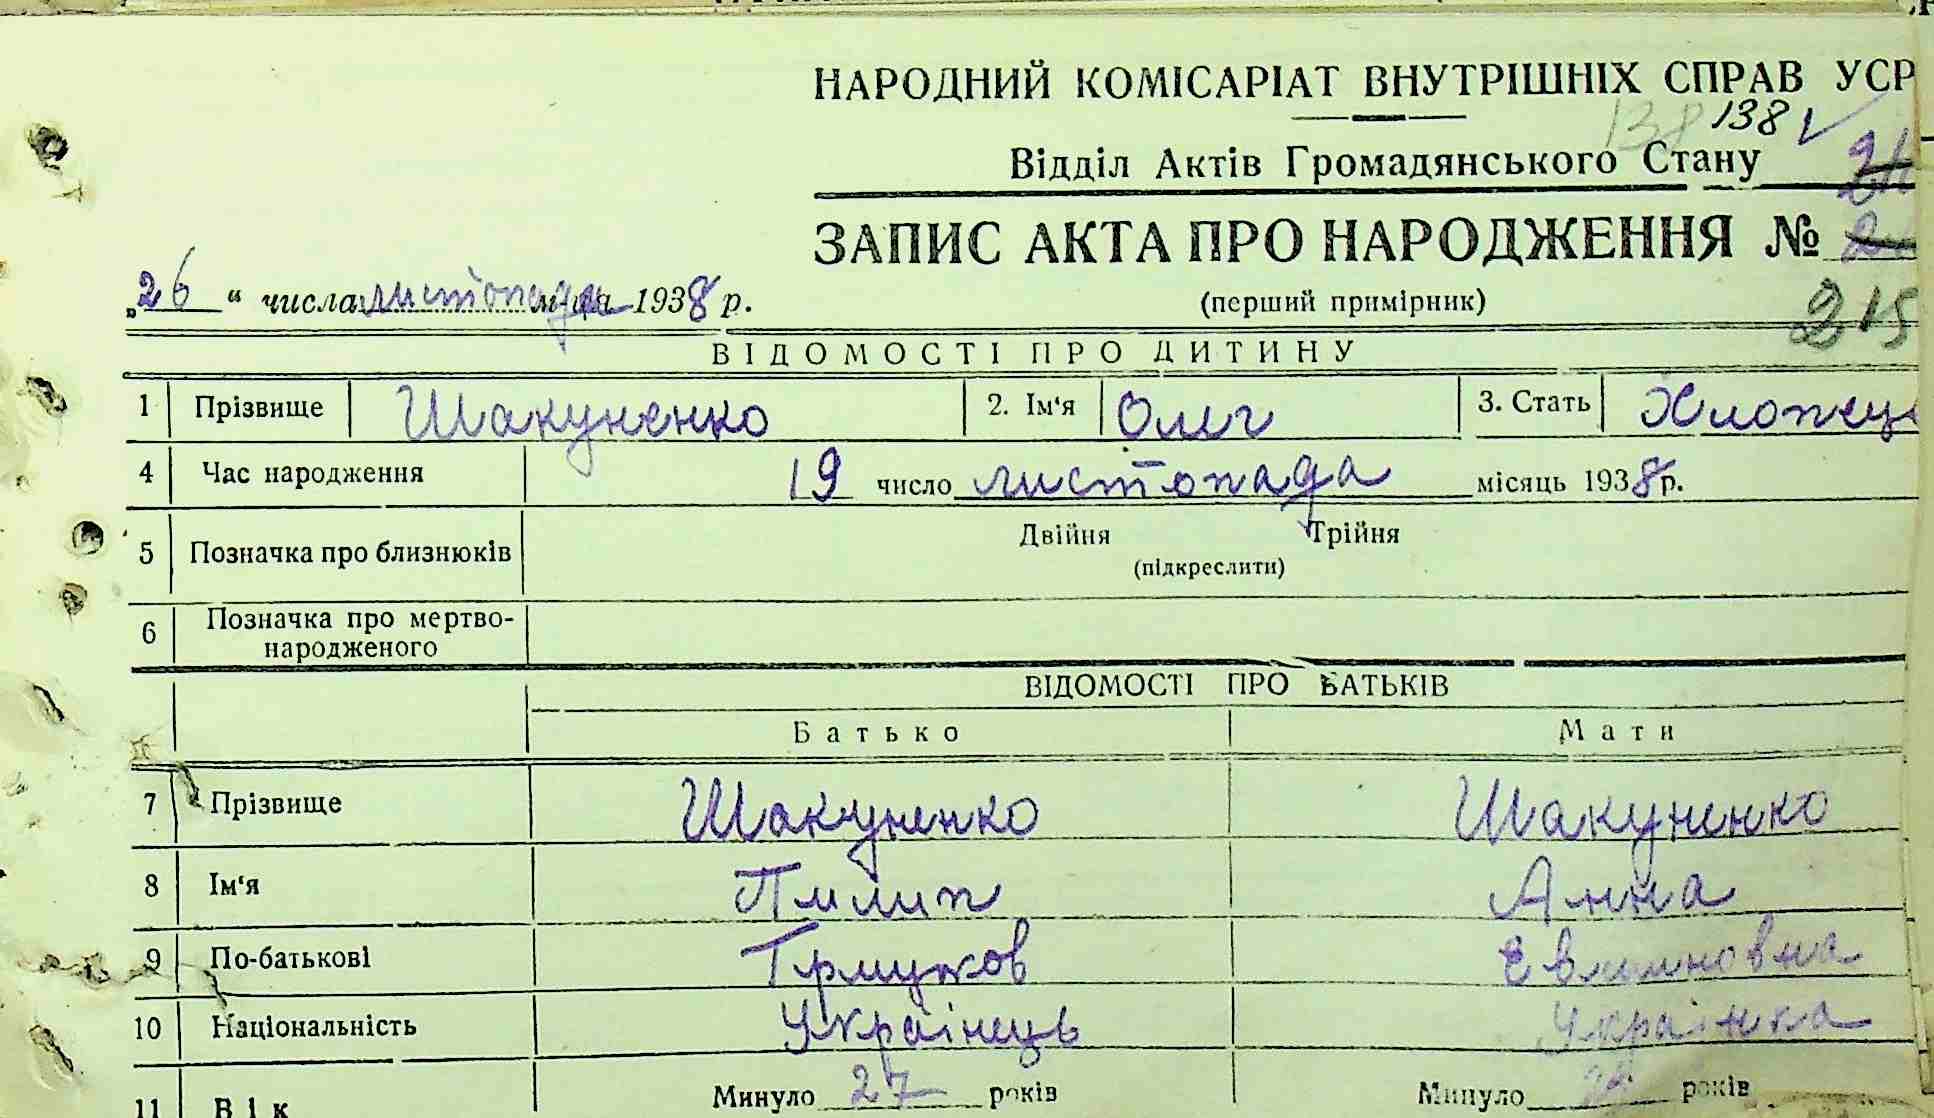 НАРОДНИЙ КОМІСАРІАТ ВНУТРІШНІХ СПРАВ УСР
138 138 V
Відділ Актів Громадянського Стану
ЗАПИС АКТА ПРО НАРОДЖЕННЯ №
„26“ числа листопада м-ця 1938 р.
(перший примірник)
215
ВІДОМОСТІ ПРО ДИТИНУ
1 Прізвище Шакуненко 2. Ім'я Олег 3. Стать Хлопець
4 Час народження 19 число листопада місяць 1938 р.
5 Позначка про близнюків Двійня Трійня
(підкреслити)
6 Позначка про мертво-
народженого
ВІДОМОСТІ ПРО БАТЬКІВ
Батько Мати
7 Прізвище Шакуненко Шакуненко
8 Ім'я Пилип Анна
9 По-батькові
10 Національність Українець Українка
11 Вік Минуло 27 років Минуло років